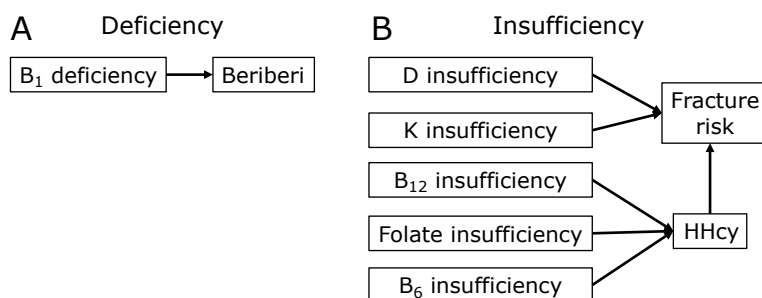 A Deficiency
B₁ deficiency
Beriberi
B Insufficiency
D insufficiency
K insufficiency
B₁₂ insufficiency
Folate insufficiency
B₆ insufficiency
Fracture
risk
HHcy